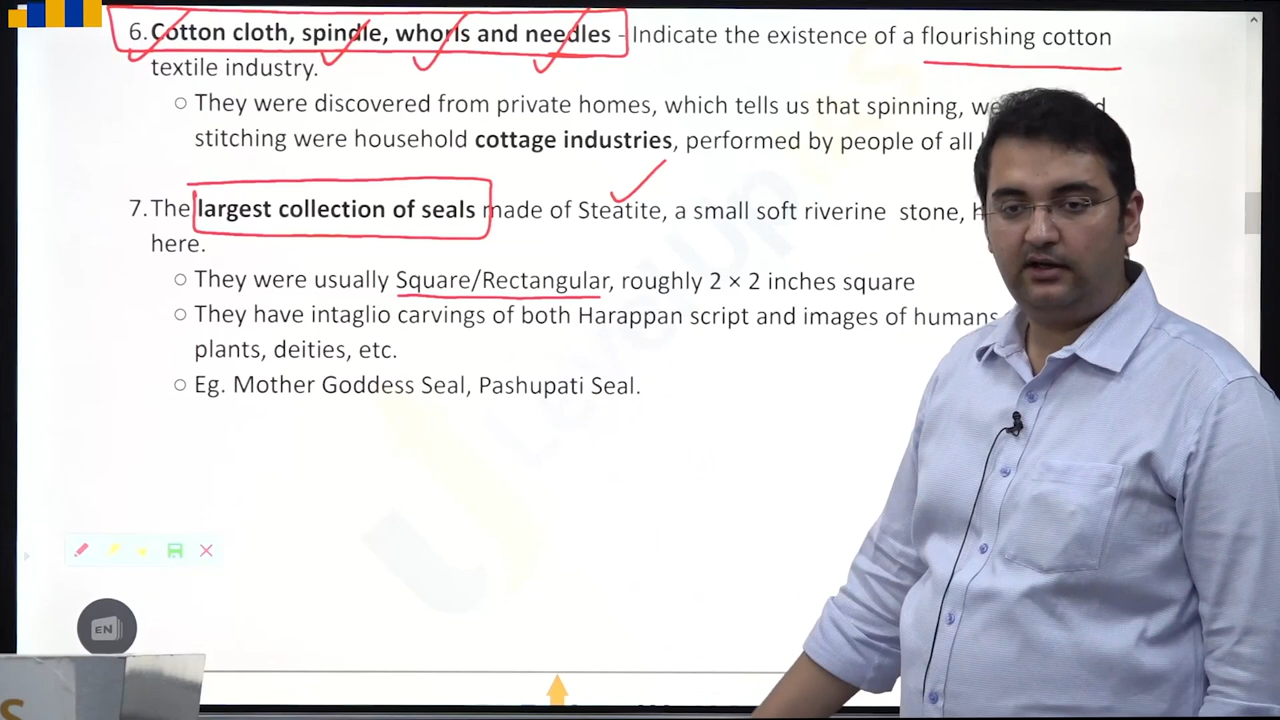 6. Cotton cloth, spindle, whorls and needles - Indicate the existence of a flourishing cotton
textile industry.
○ They were discovered from private homes, which tells us that spinning,
stitching were household cottage industries, performed by people of all
7. The largest collection of seals made of Steatite, a small soft riverine stone,
here.
○ They were usually Square/Rectangular, roughly 2 × 2 inches square
○ They have intaglio carvings of both Harappan script and images of humans
plants, deities, etc.
○ Eg. Mother Goddess Seal, Pashupati Seal.
EN